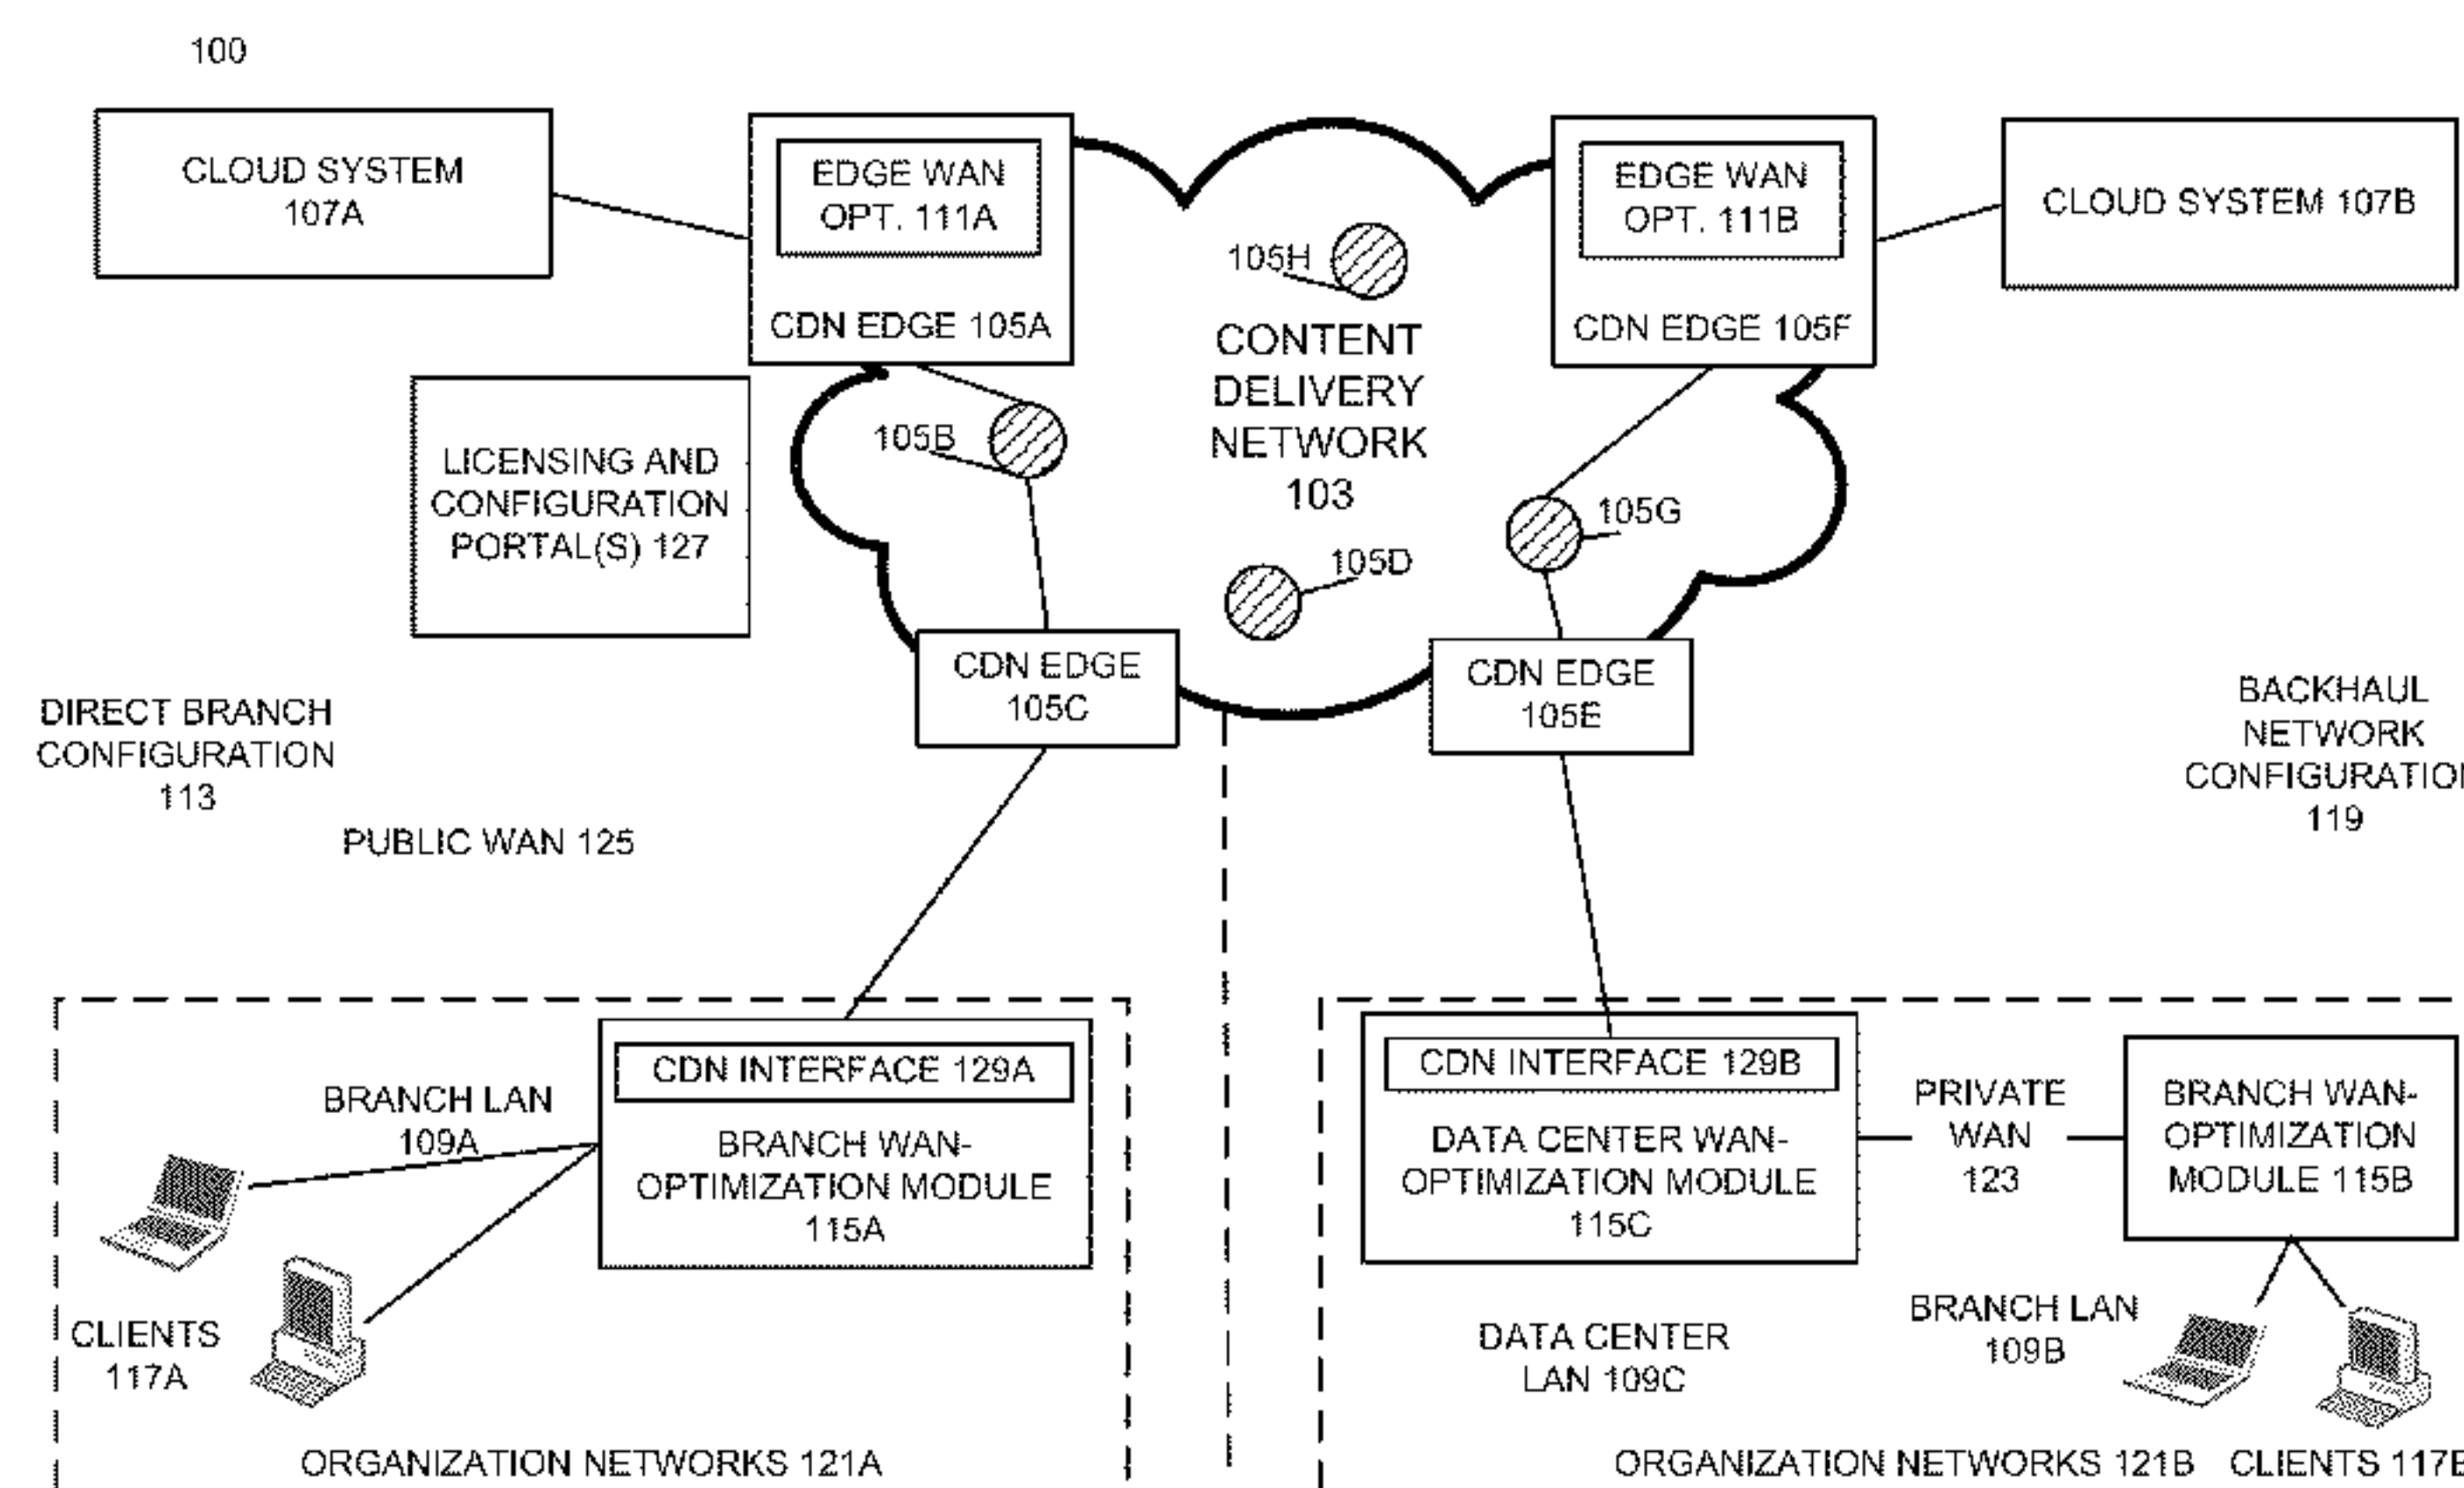 100
CLOUD SYSTEM
107A
EDGE WAN
OPT. 111A
CDN EDGE 105A
EDGE WAN
OPT. 111B
CDN EDGE 105F
CLOUD SYSTEM 107B
105H
CONTENT
DELIVERY
NETWORK
103
105B
105G
105D
LICENSING AND
CONFIGURATION
PORTAL(S) 127
CDN EDGE
105C
CDN EDGE
105E
DIRECT BRANCH
CONFIGURATION
113
BACKHAUL
NETWORK
CONFIGURATION
119
PUBLIC WAN 125
CDN INTERFACE 129A
BRANCH WAN-
OPTIMIZATION MODULE
115A
BRANCH LAN
109A
CLIENTS
117A
ORGANIZATION NETWORKS 121A
CDN INTERFACE 129B
DATA CENTER WAN-
OPTIMIZATION MODULE
115C
PRIVATE
WAN
123
BRANCH WAN-
OPTIMIZATION
MODULE 115B
DATA CENTER
LAN 109C
BRANCH LAN
109B
ORGANIZATION NETWORKS 121B
CLIENTS 117B